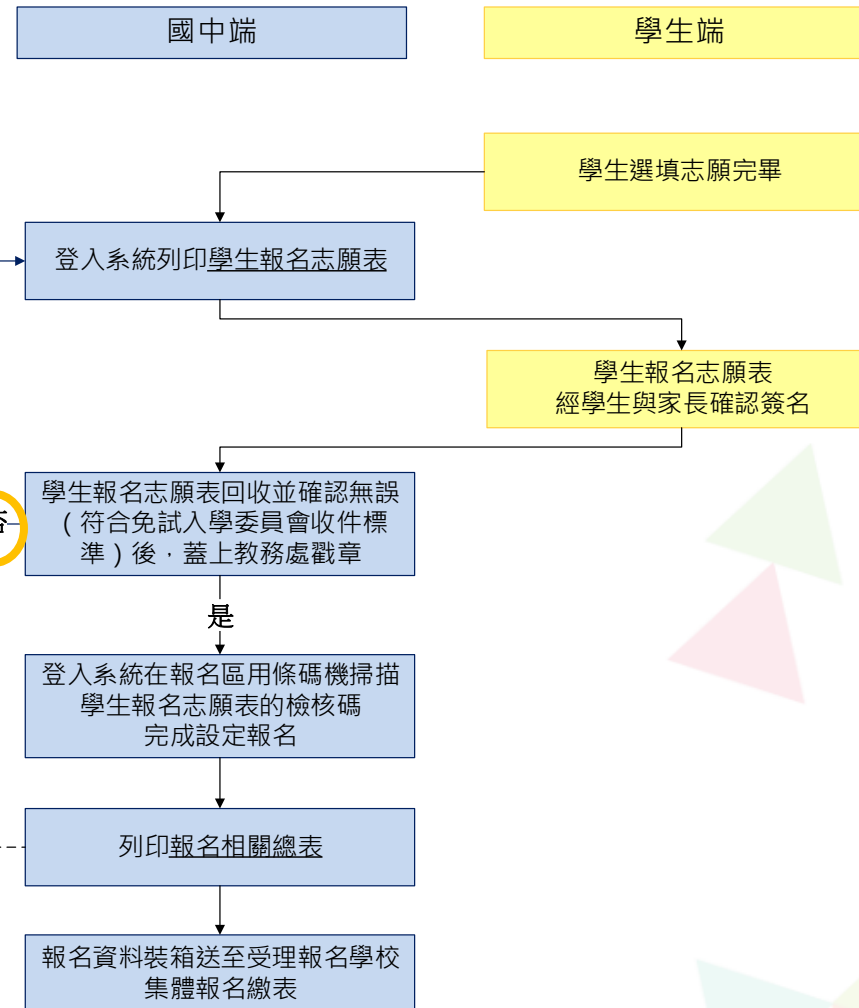 國中端
學生端
學生選填志願完畢
登入系統列印學生報名志願表
學生報名志願表
經學生與家長確認簽名
學生報名志願表回收並確認無誤
（符合免試入學委員會收件標
準）後，蓋上教務處戳章
否
是
登入系統在報名區用條碼機掃描
學生報名志願表的檢核碼
完成設定報名
列印報名相關總表
報名資料裝箱送至受理報名學校
集體報名繳表